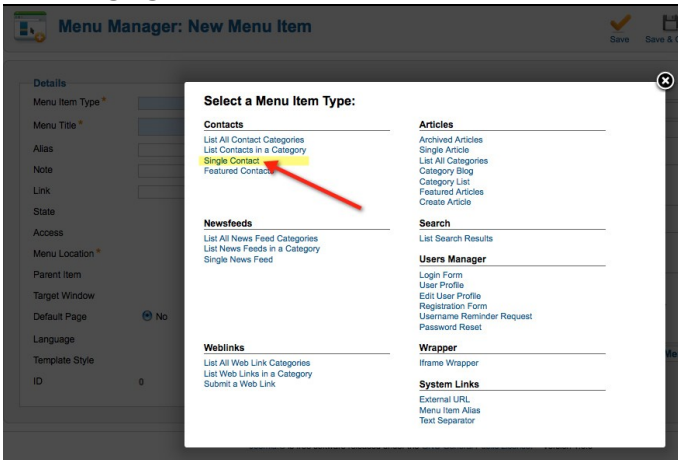 Menu Manager: New Menu Item
Save
Save &
Details
Menu Item Type *
Menu Title *
Alias
Note
Link
State
Access
Menu Location *
Parent Item
Target Window
Default Page
No
Language
Template Style
ID
0
Select a Menu Item Type:
Contacts
List All Contact Categories
List Contacts in a Category
Single Contact
Featured Contacts
Newsfeeds
List All News Feed Categories
List News Feeds in a Category
Single News Feed
Weblinks
List All Web Link Categories
List Web Links in a Category
Submit a Web Link
Articles
Archived Articles
Single Article
List All Categories
Category Blog
Category List
Featured Articles
Create Article
Search
List Search Results
Users Manager
Login Form
User Profile
Edit User Profile
Registration Form
Username Reminder Request
Password Reset
Wrapper
Iframe Wrapper
System Links
External URL
Menu Item Alias
Text Separator